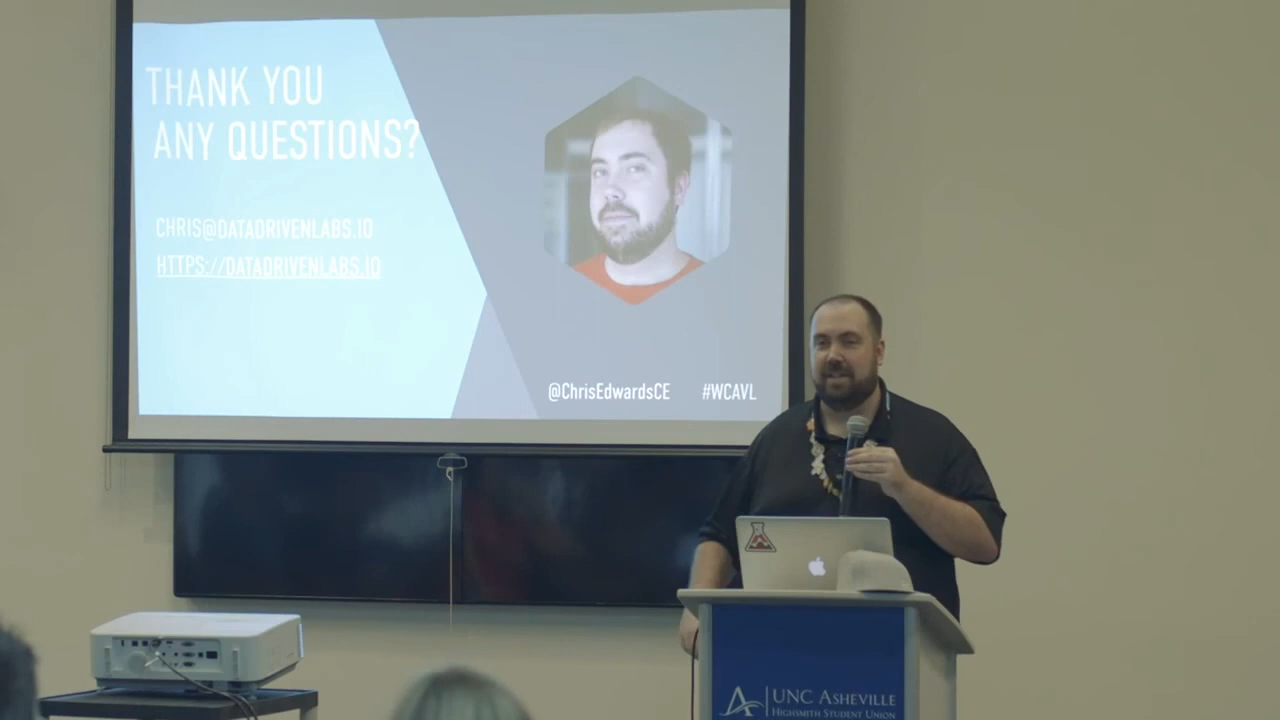 THANK YOU
ANY QUESTIONS?
CHRIS@DATADRIVENLABS.IO
HTTPS://DATADRIVENLABS.IO
@ChrisEdwardsCE #WCAVL
UNC ASHEVILLE
HIGHSMITH STUDENT UNION